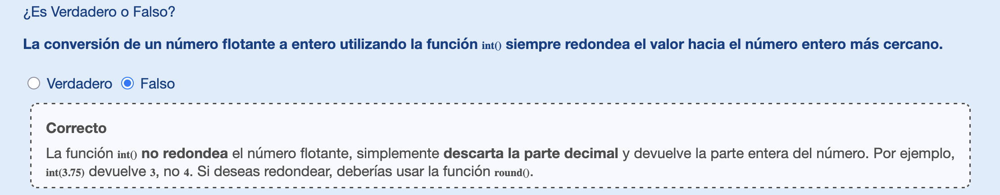 ¿Es Verdadero o Falso?
La conversión de un número flotante a entero utilizando la función int() siempre redondea el valor hacia el número entero más cercano.
Verdadero Falso
Correcto
La función int() no redondea el número flotante, simplemente descarta la parte decimal y devuelve la parte entera del número. Por ejemplo,
int(3.75) devuelve 3, no 4. Si deseas redondear, deberías usar la función round().